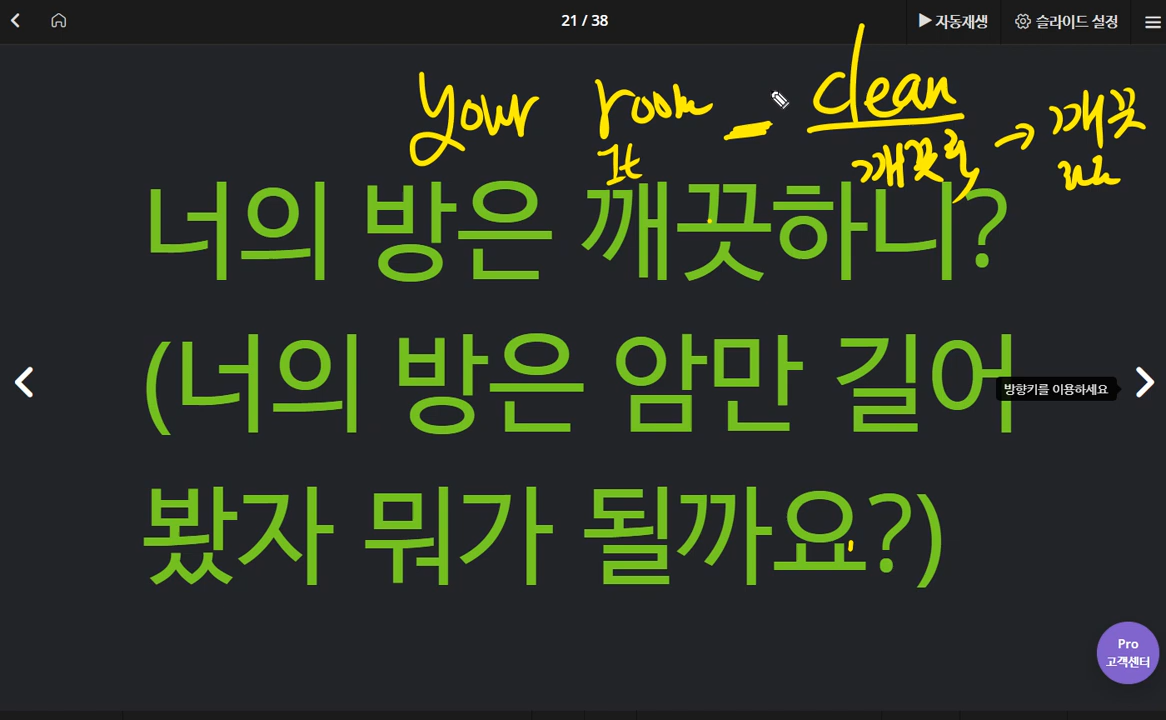 21 / 38
▶ 자동재생
슬라이드 설정
your room clean
It 깨끗한 →
너의 방은 깨끗하니?
(너의 방은 암만 길어
방향키를 이용하세요
봤자 뭐가 될까요?)
Pro
고객센터